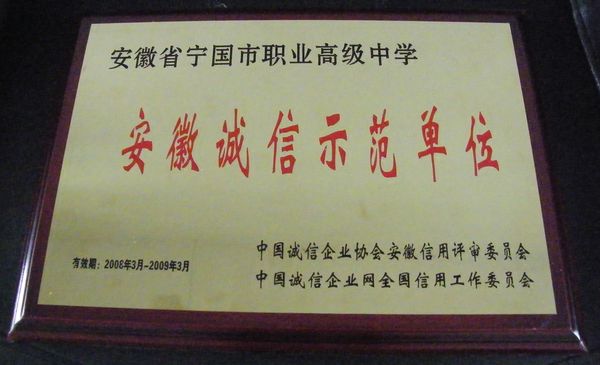 安徽省宁国市职业高级中学
安徽诚信示范单位
中国诚信企业协会安徽信用评审委员会
有效期：2008年3月-2009年3月
中国诚信企业网全国信用工作委员会